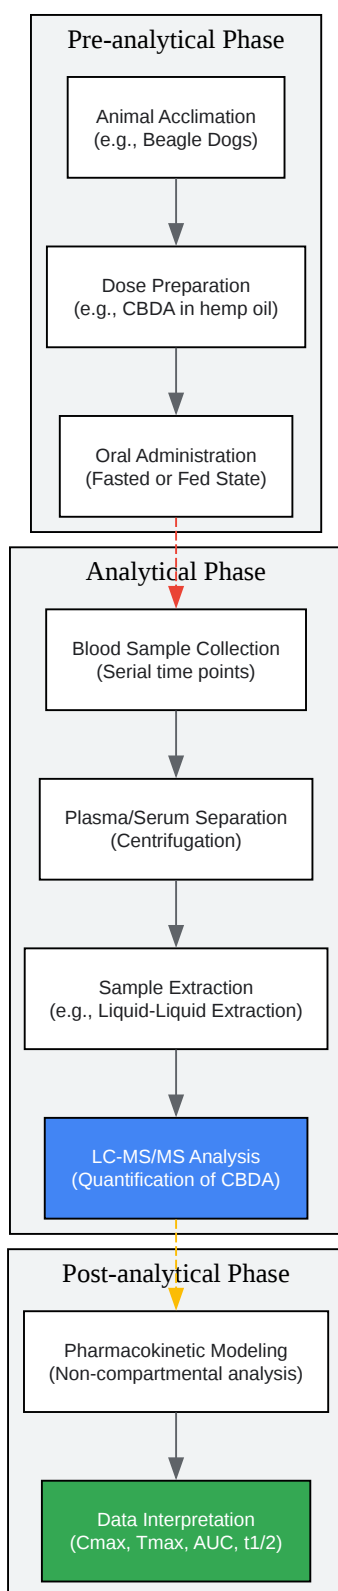 Pre-analytical Phase
Animal Acclimation
(e.g., Beagle Dogs)
Dose Preparation
(e.g., CBDA in hemp oil)
Oral Administration
(Fasted or Fed State)
Analytical Phase
Blood Sample Collection
(Serial time points)
Plasma/Serum Separation
(Centrifugation)
Sample Extraction
(e.g., Liquid-Liquid Extraction)
LC-MS/MS Analysis
(Quantification of CBDA)
Post-analytical Phase
Pharmacokinetic Modeling
(Non-compartmental analysis)
Data Interpretation
(Cmax, Tmax, AUC, t1/2)